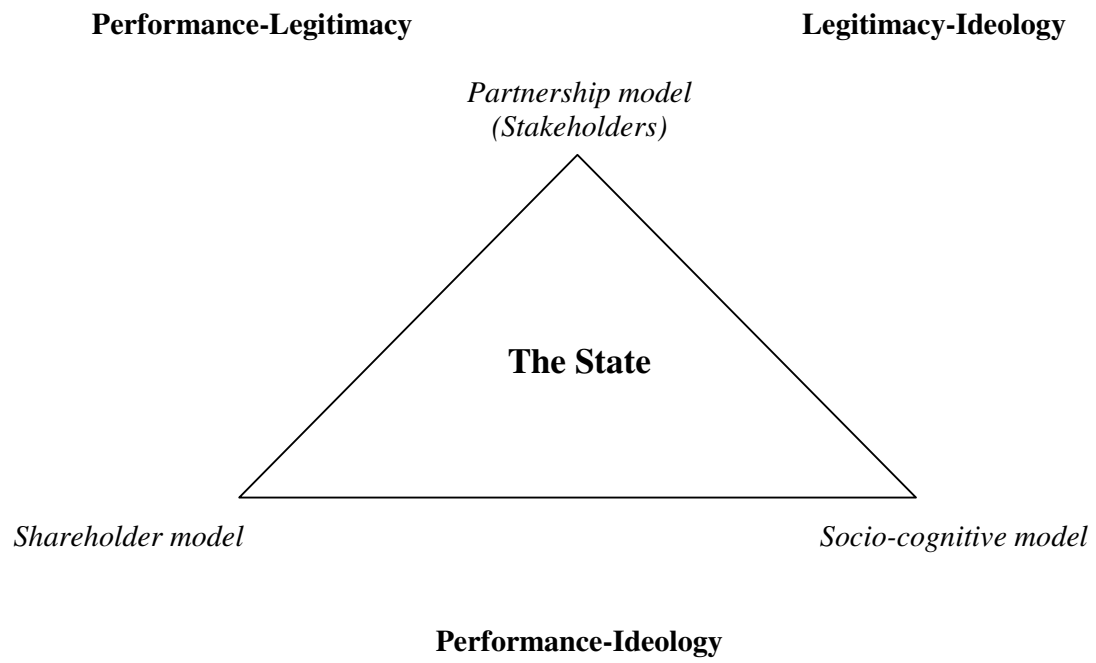 Performance-Legitimacy
Legitimacy-Ideology
Partnership model
(Stakeholders)
The State
Shareholder model
Socio-cognitive model
Performance-Ideology